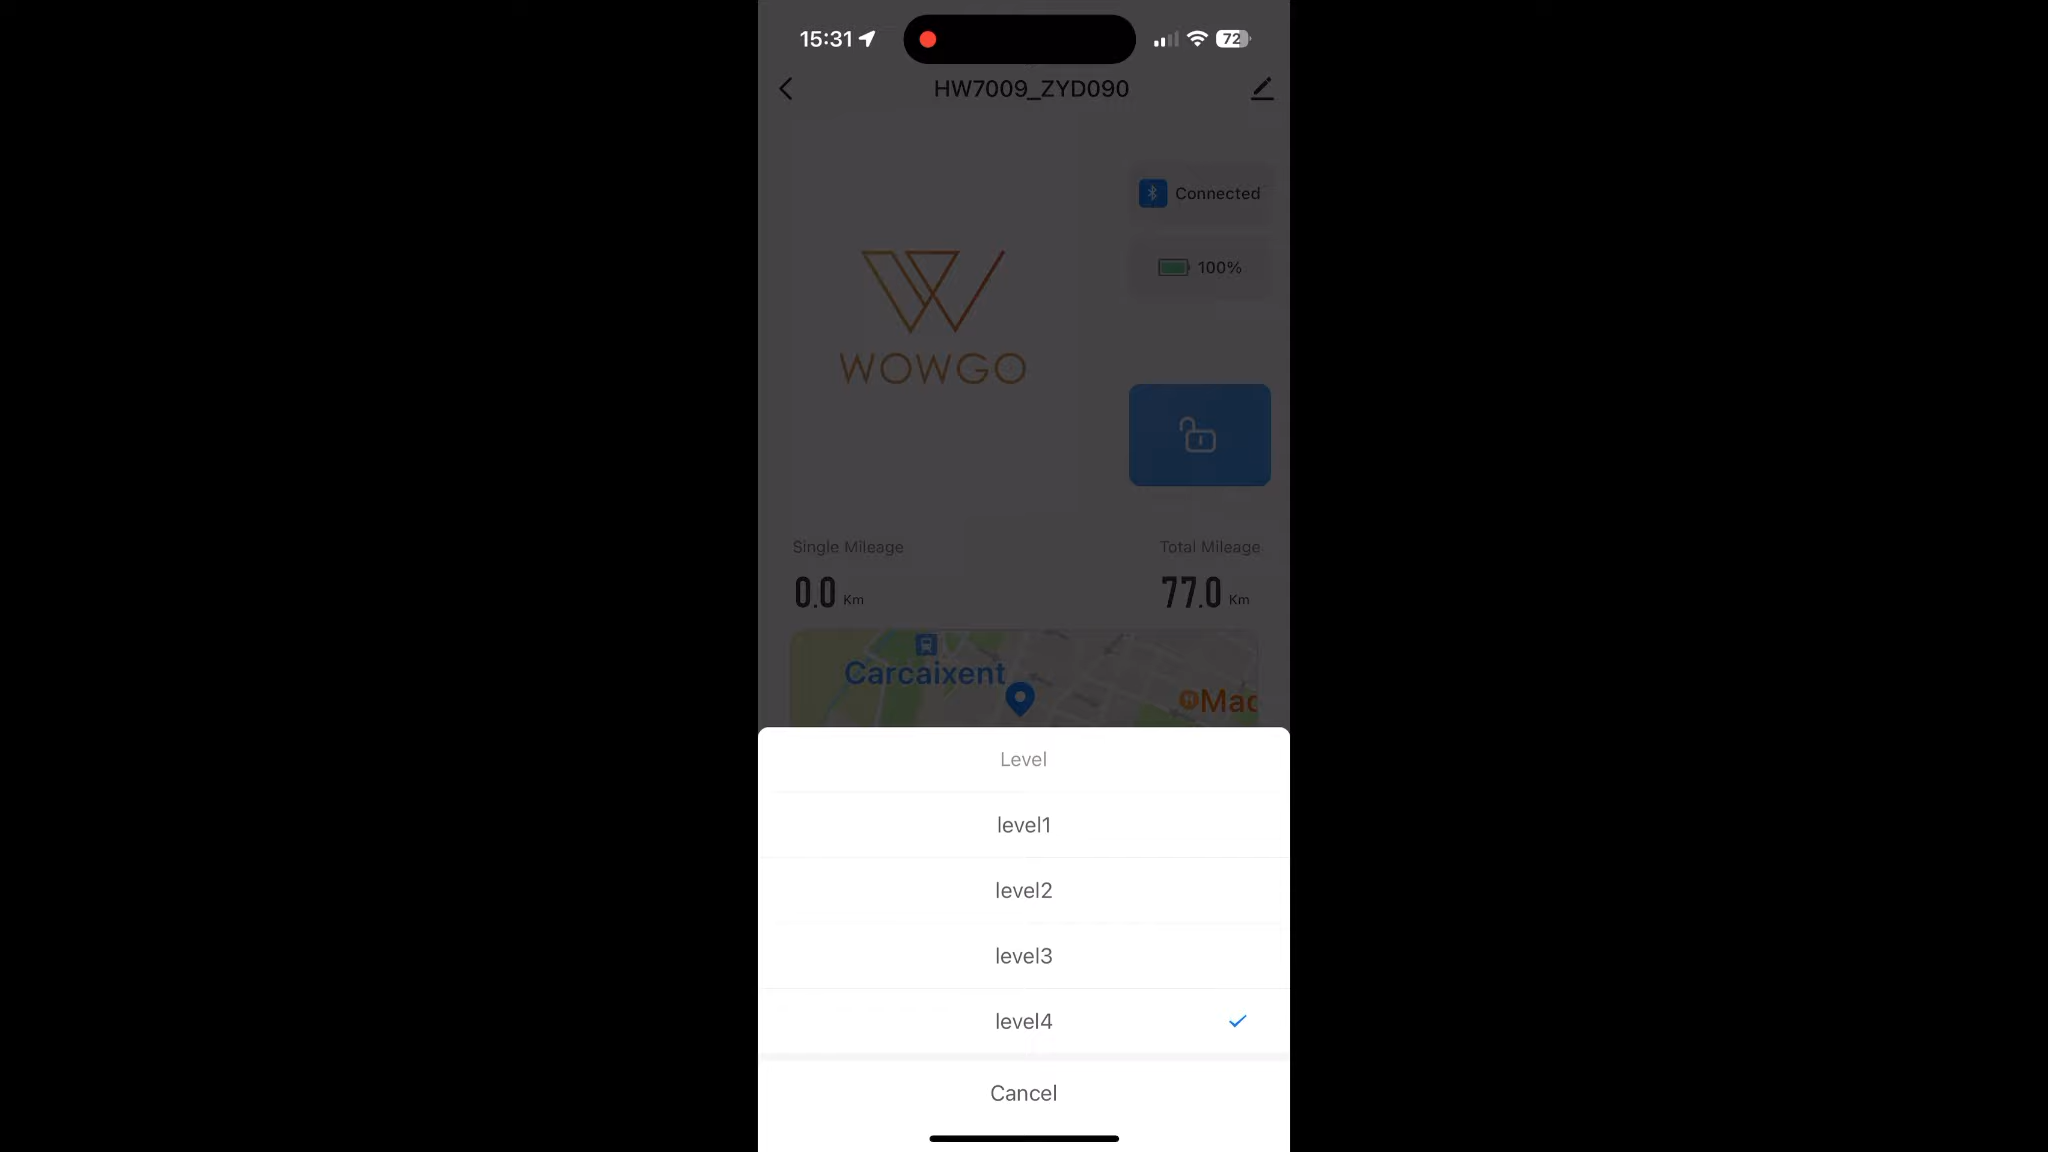 15:31
72
HW7009_ZYD090
Connected
100%
WOWGO
Single Mileage
Total Mileage
0.0 Km
77.0 Km
Carcaixent
Mac
Level
level1
level2
level3
level4
Cancel